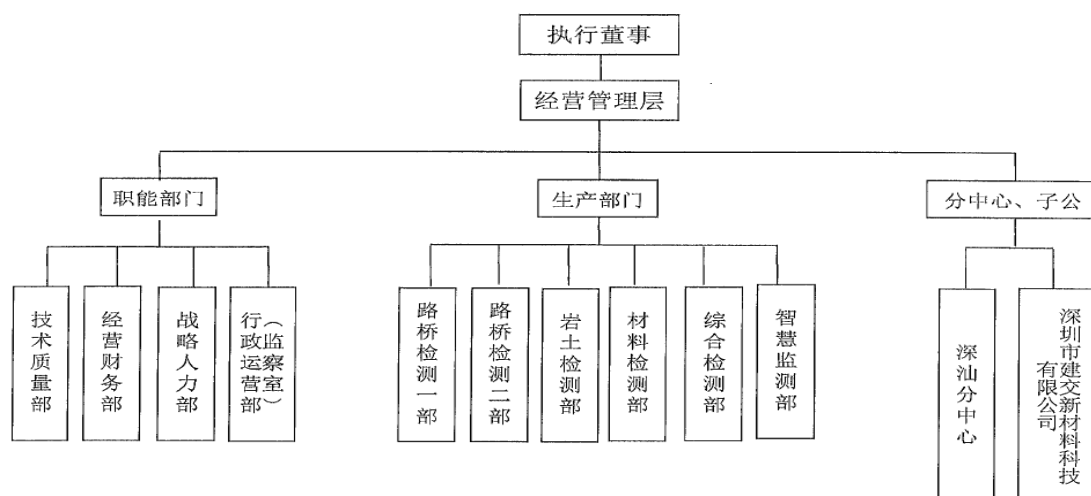 执行董事
经营管理层
职能部门
生产部门
分中心、子公
技术质量部
经营财务部
战略人力部
行政运营部
（监察室）
路桥检测一部
路桥检测二部
岩土检测部
材料检测部
综合检测部
智慧监测部
深汕分中心
深圳市建交新材料科技
有限公司